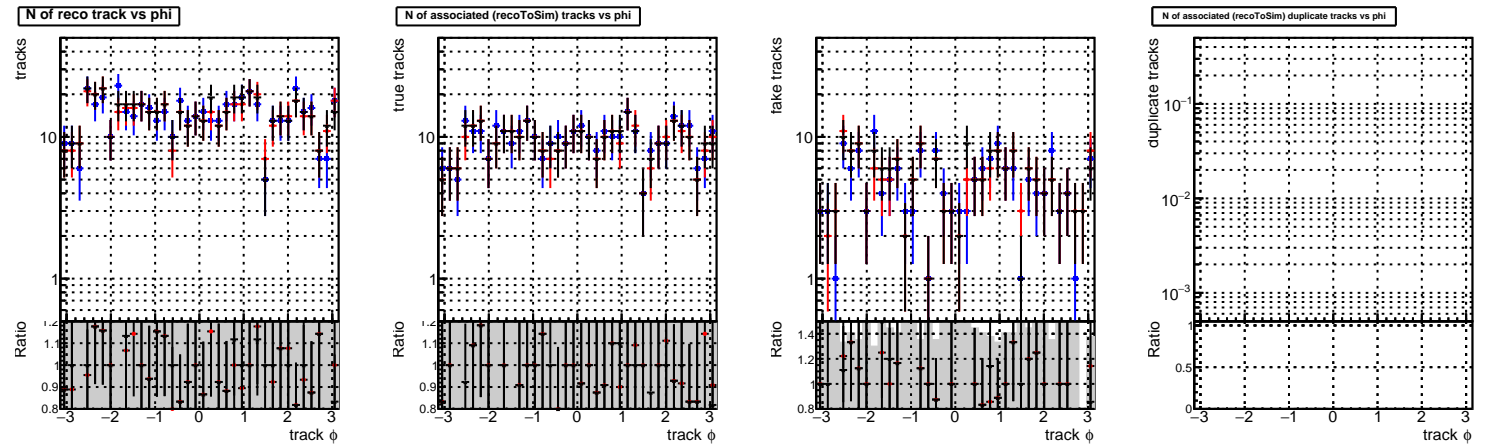 N of reco track vs phi
tracks
10
1
Ratio
1.2
1.1
1
0.9
0.8
−3 −2 −1 0 1 2 3
track ϕ
N of associated (recoToSim) tracks vs phi
true tracks
10
1
Ratio
1.2
1.1
1
0.9
0.8
−3 −2 −1 0 1 2 3
track ϕ
fake tracks
10
1
Ratio
1.4
1.2
1
0.8
−3 −2 −1 0 1 2 3
track ϕ
N of associated (recoToSim) duplicate tracks vs phi
duplicate tracks
10−1
10−2
10−3
Ratio
1
0.5
0
−3 −2 −1 0 1 2 3
track ϕ